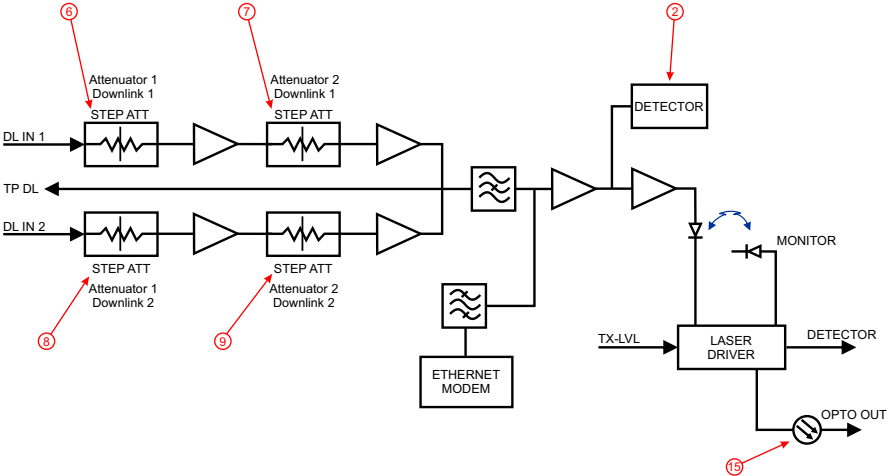 6
7
2
Attenuator 1
Downlink 1
STEP ATT
Attenuator 2
Downlink 1
STEP ATT
DETECTOR
DL IN 1
TP DL
DL IN 2
STEP ATT
Attenuator 1
Downlink 2
STEP ATT
Attenuator 2
Downlink 2
8
9
MONITOR
ETHERNET
MODEM
TX-LVL
LASER
DRIVER
DETECTOR
OPTO OUT
15